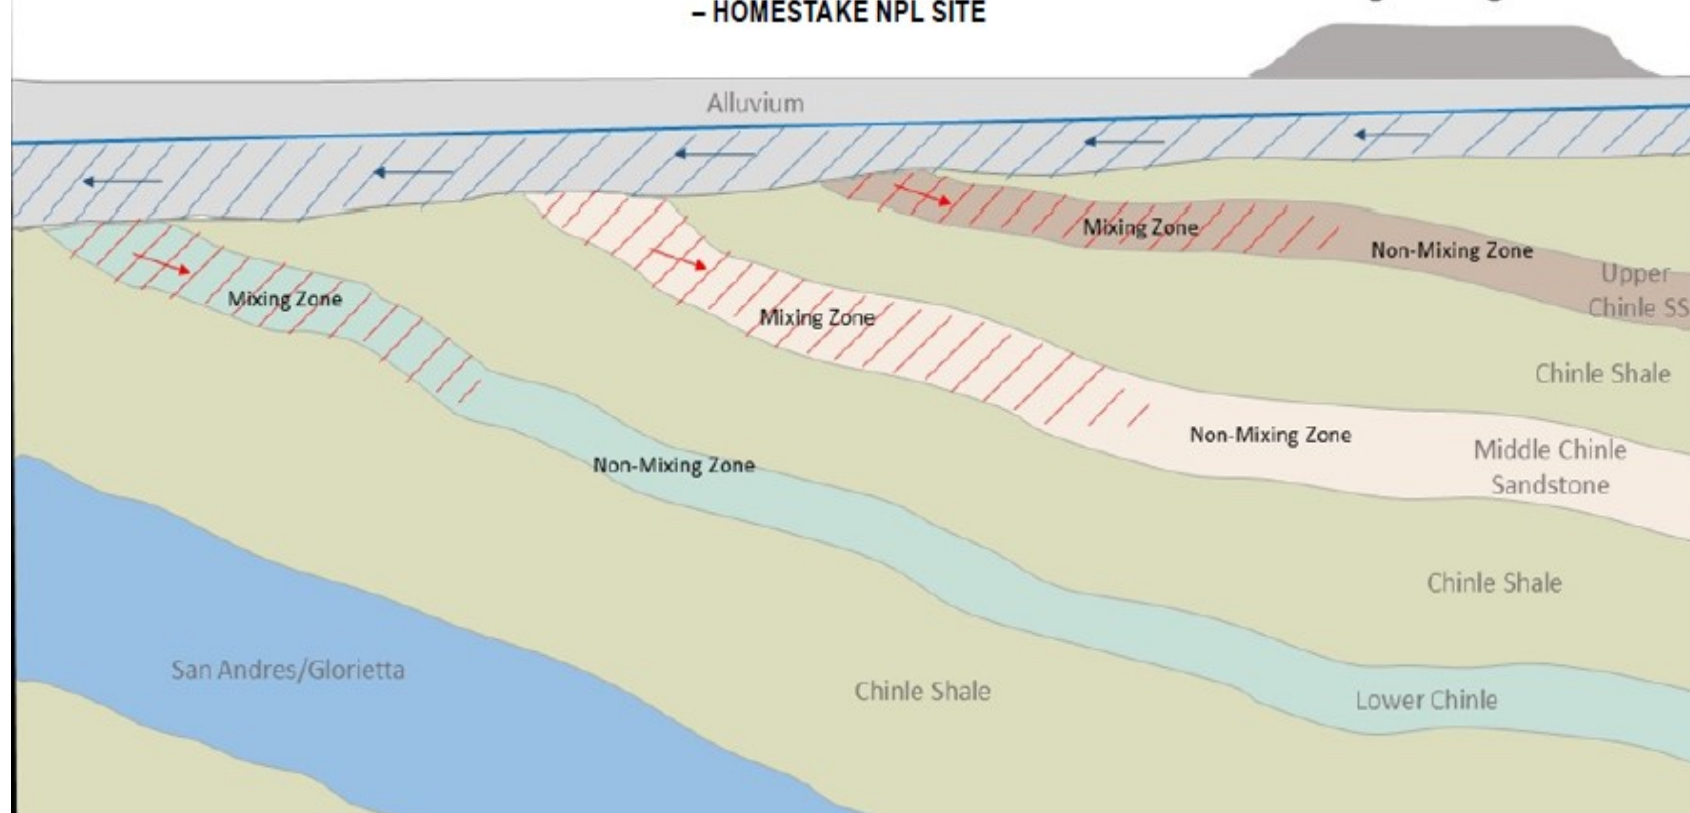 – HOMESTAKE NPL SITE
Alluvium
Mixing Zone
Non-Mixing Zone
Upper
Chinle SS
Mixing Zone
Mixing Zone
Chinle Shale
Non-Mixing Zone
Middle Chinle
Sandstone
Non-Mixing Zone
Chinle Shale
San Andres/Glorietta
Chinle Shale
Lower Chinle